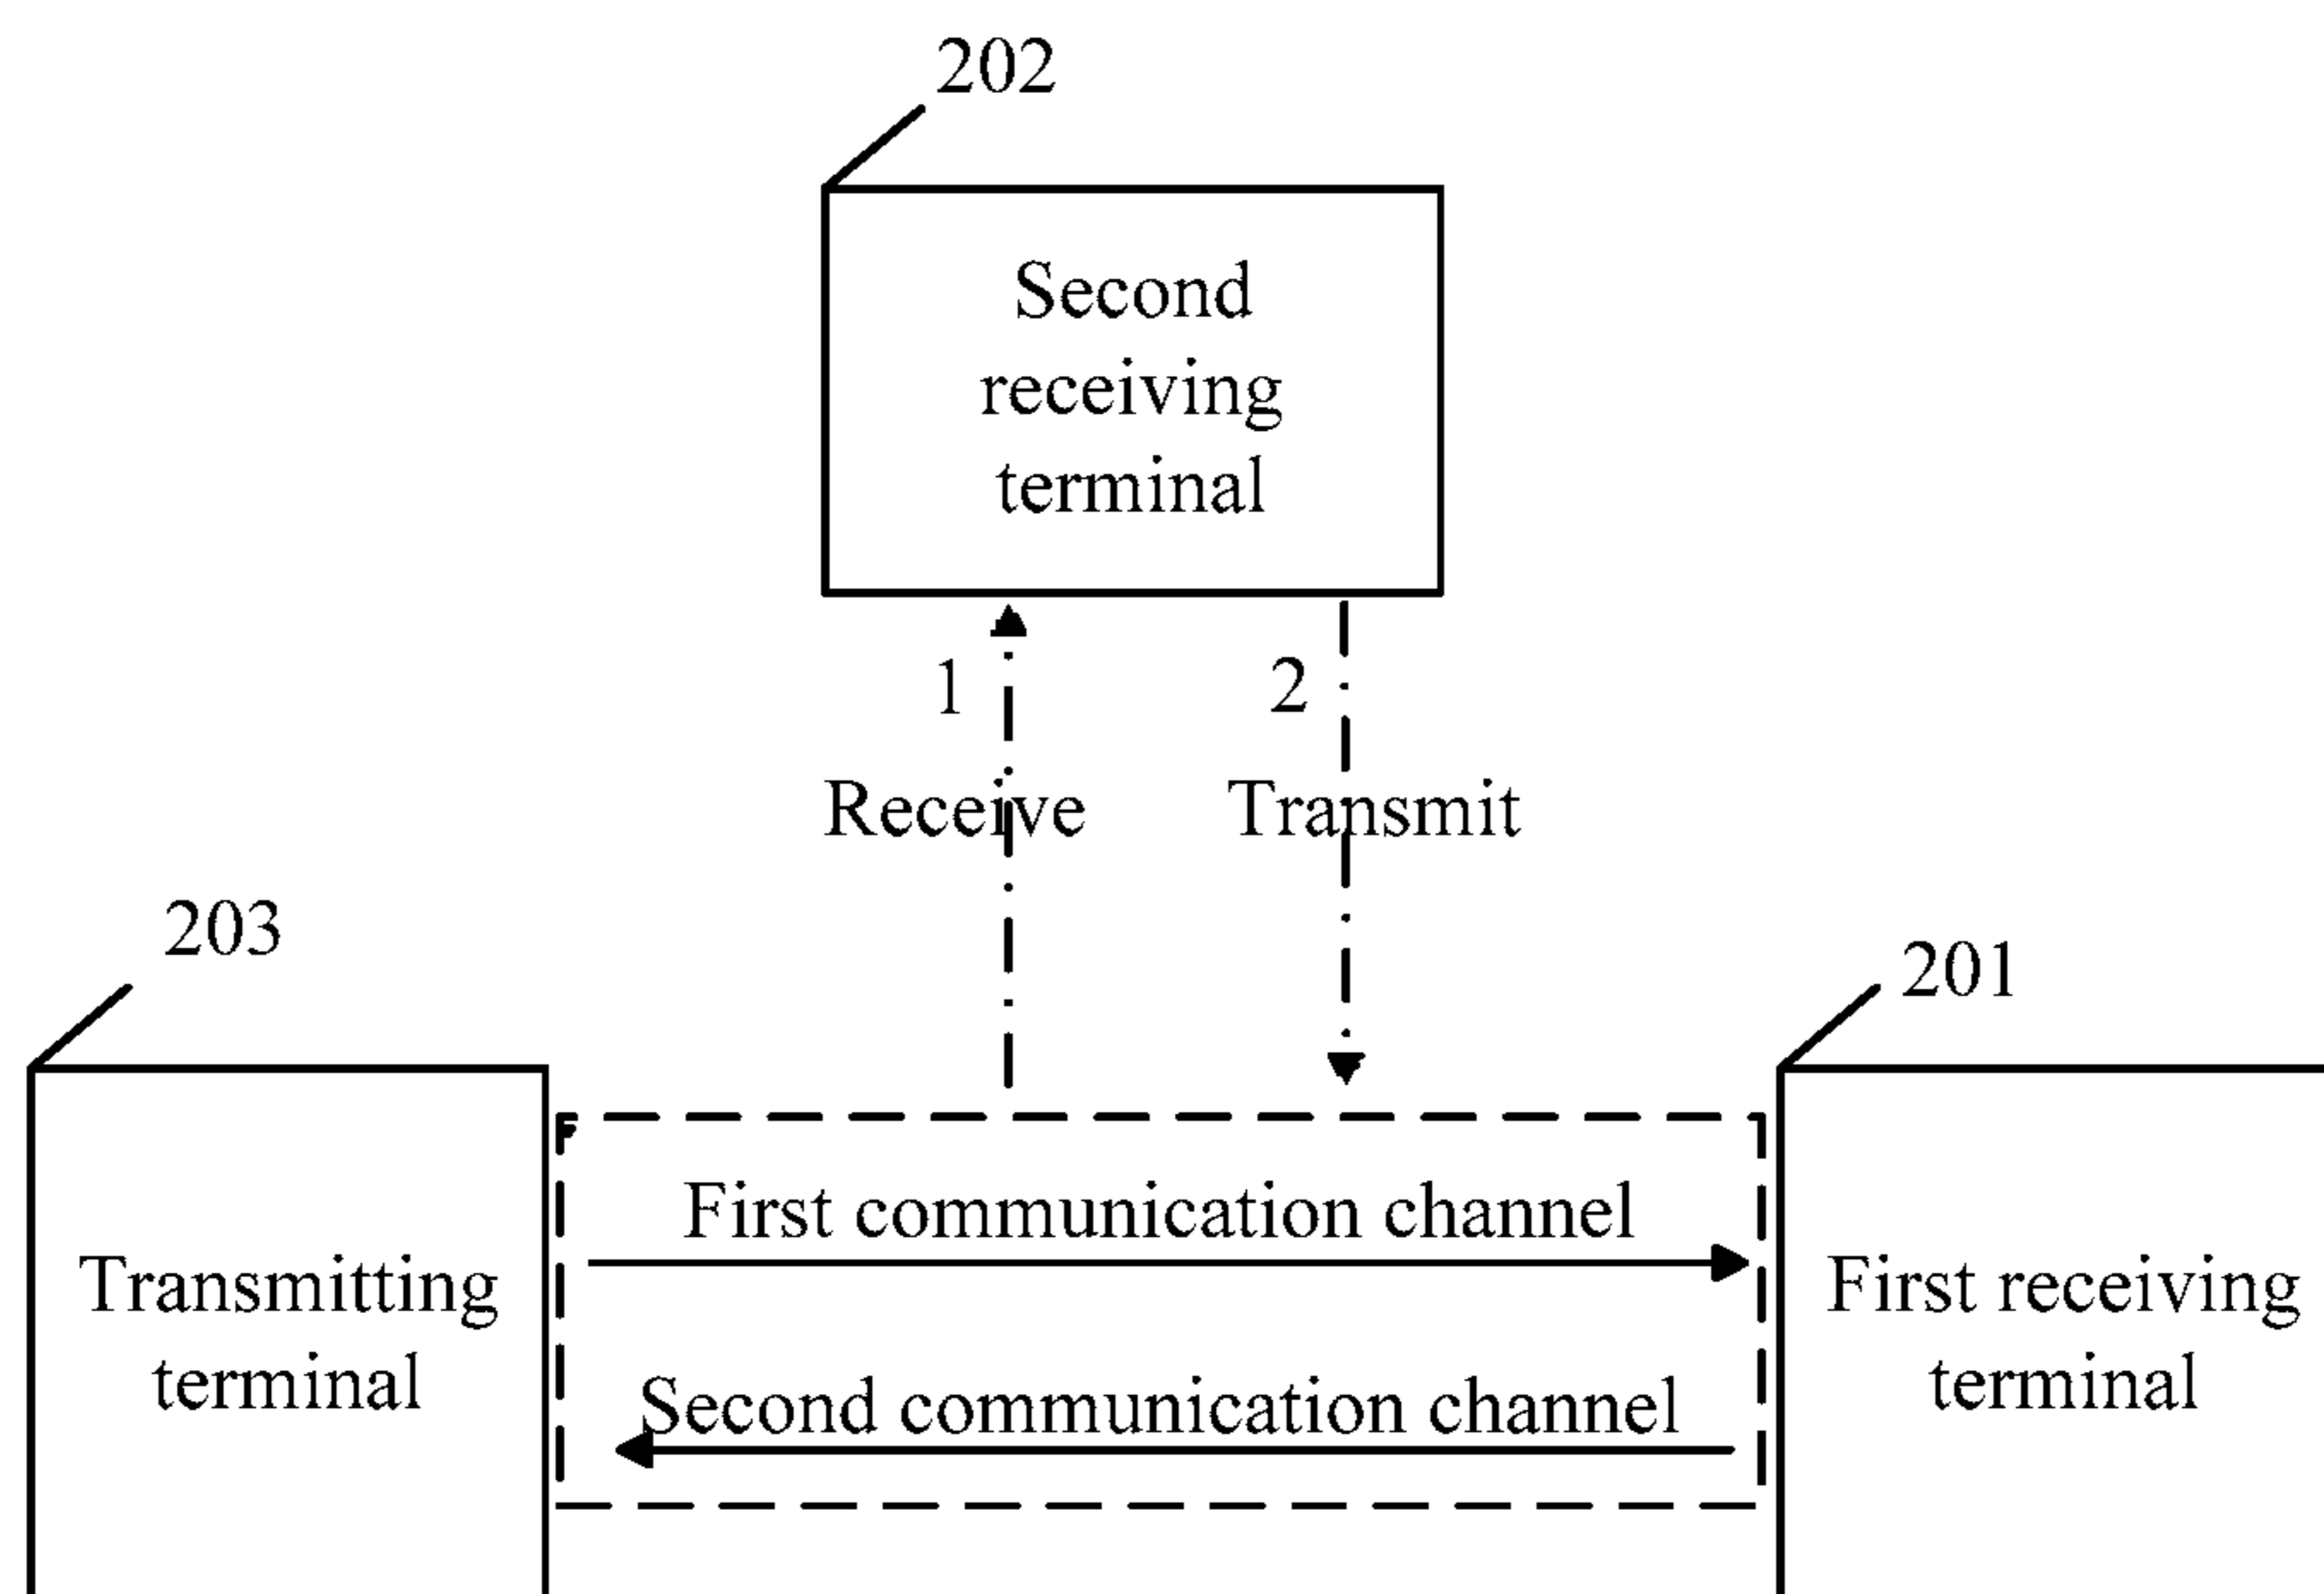 202
Second
receiving
terminal
1
2
Receive
Transmit
203
201
First communication channel
Transmitting
terminal
First receiving
terminal
Second communication channel